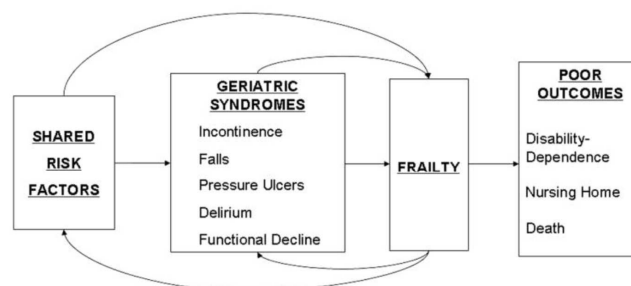 SHARED
RISK
FACTORS
GERIATRIC
SYNDROMES
Incontinence
Falls
Pressure Ulcers
Delirium
Functional Decline
FRAILTY
POOR
OUTCOMES
Disability-
Dependence
Nursing Home
Death